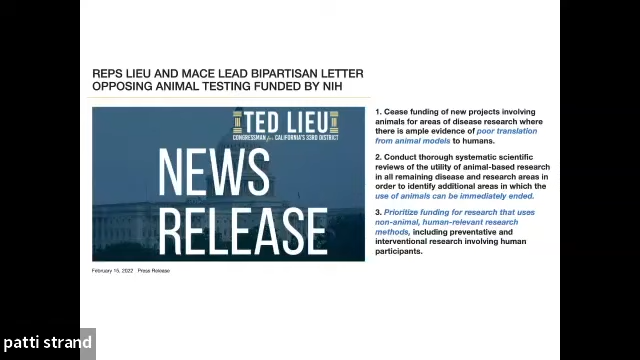 REPS LIEU AND MACE LEAD BIPARTISAN LETTER
OPPOSING ANIMAL TESTING FUNDED BY NIH
TED LIEU
CONGRESSMAN for CALIFORNIA'S 33RD DISTRICT
NEWS
RELEASE
February 15, 2022 Press Release
1. Cease funding of new projects involving
animals for areas of disease research where
there is ample evidence of poor translation
from animal models to humans.
2. Conduct thorough systematic scientific
reviews of the utility of animal-based research
in all remaining disease and research areas in
order to identify additional areas in which the
use of animals can be immediately ended.
3. Prioritize funding for research that uses
non-animal, human-relevant research
methods, including preventative and
interventional research involving human
participants.
patti strand